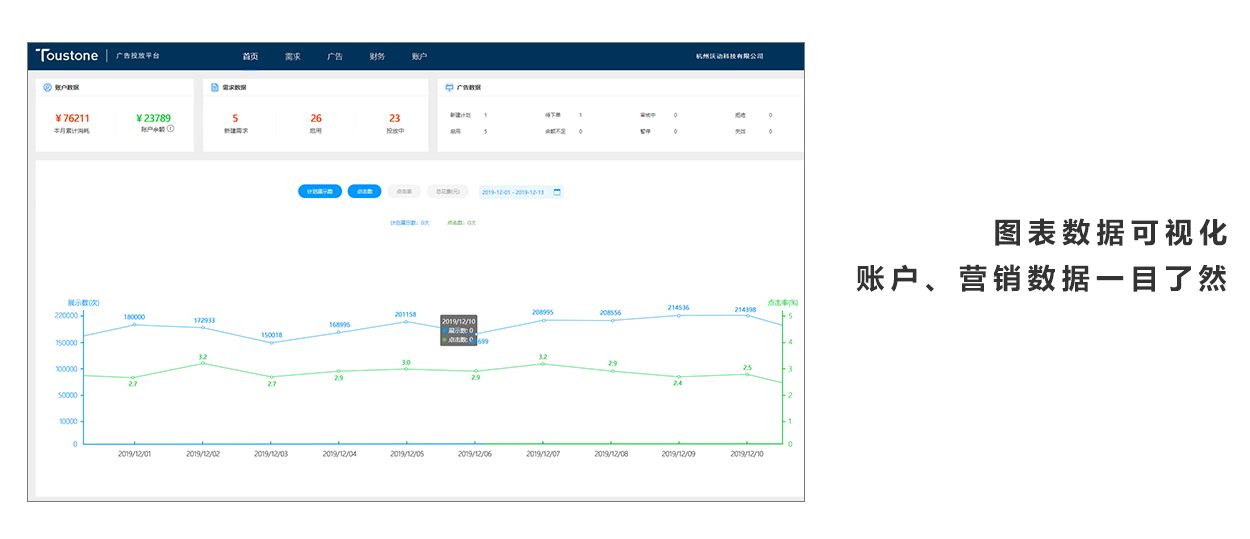 Toustone 广告投放平台 首页 需求 广告 财务 账户 杭州沃动科技有限公司
账户数据
¥76211 ¥23789
本月累计消耗 账户余额
需求数据
5 26 23
新建需求 启用 投放中
广告数据
新建计划 1 待下单 1 审核中 0 拒绝 0
启用 5 余额不足 0 暂停 0 失效 0
计划展示数 点击数 点击率 总花费(元) 2019-12-01 - 2019-12-13
计划展示数：0次 点击数：0次
图表数据可视化
账户、营销数据一目了然
展示数(次) 点击率(%)
220000 180000 172933 150018 168995 201158 208995 208556 214536 214398 5
2019/12/10
展示数: 0
点击数: 0
699
150000 4
100000 2.7 3.2 2.7 2.9 3.0 2.9 3.2 2.9 2.4 2.5 3
50000 2
10000 1
0 0
2019/12/01 2019/12/02 2019/12/03 2019/12/04 2019/12/05 2019/12/06 2019/12/07 2019/12/08 2019/12/09 2019/12/10